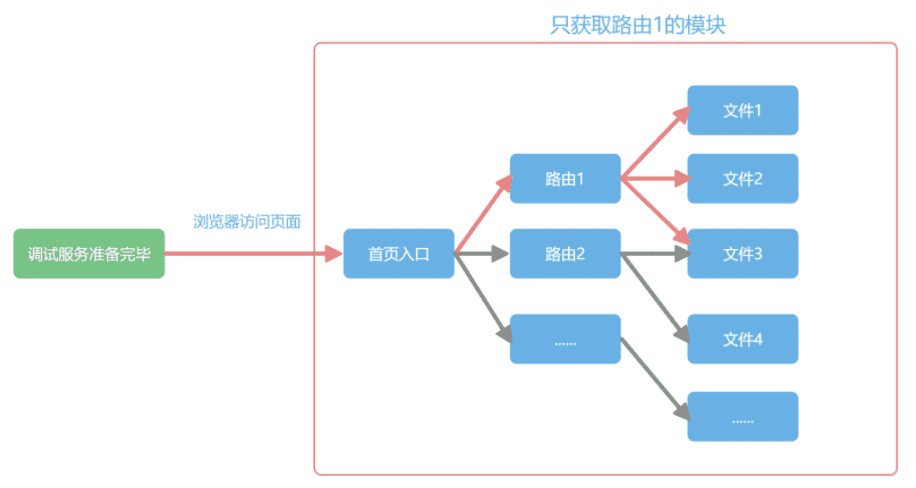 只获取路由1的模块
文件1
路由1
文件2
浏览器访问页面
调试服务准备完毕
首页入口
路由2
文件3
......
文件4
......